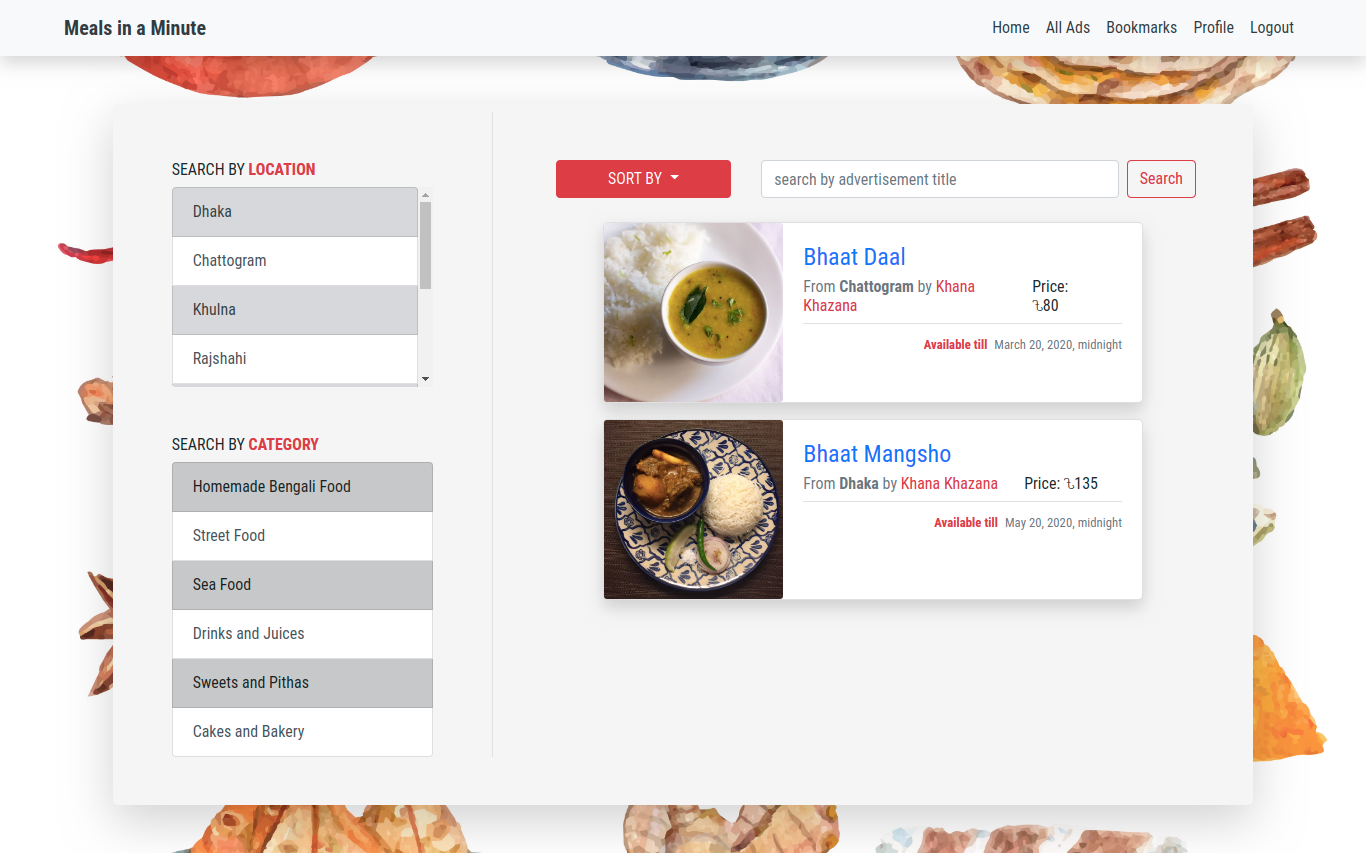 Meals in a Minute
Home All Ads Bookmarks Profile Logout
SEARCH BY LOCATION
Dhaka
Chattogram
Khulna
Rajshahi
SEARCH BY CATEGORY
Homemade Bengali Food
Street Food
Sea Food
Drinks and Juices
Sweets and Pithas
Cakes and Bakery
SORT BY
search by advertisement title
Search
Bhaat Daal
From Chattogram by Khana
Khazana
Price:
৳80
Available till March 20, 2020, midnight
Bhaat Mangsho
From Dhaka by Khana Khazana
Price: ৳135
Available till May 20, 2020, midnight